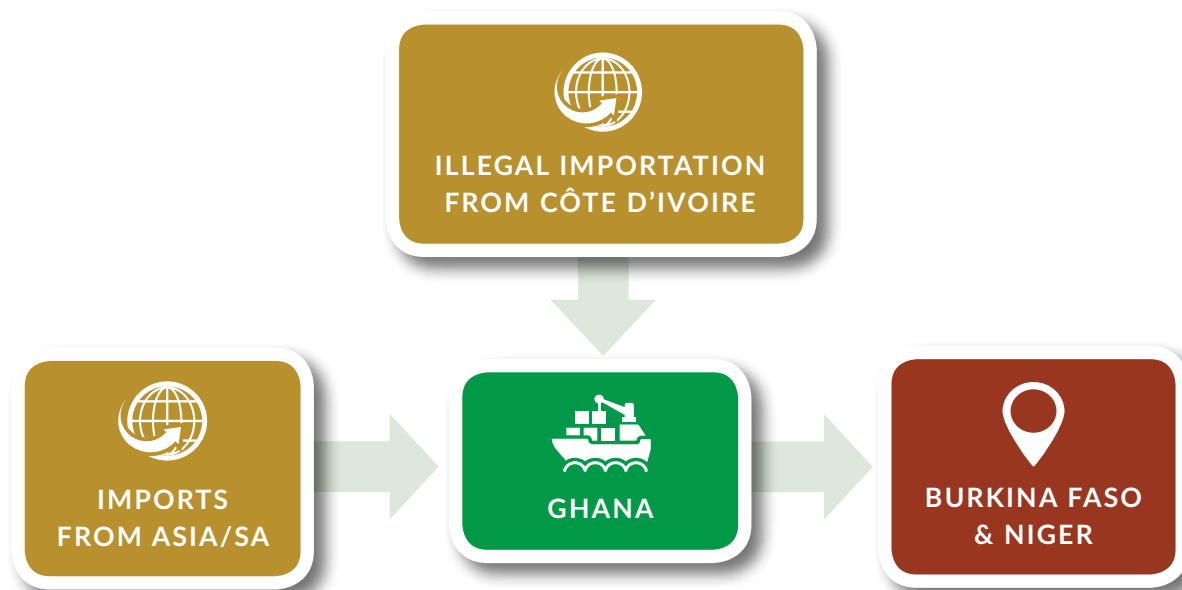 ILLEGAL IMPORTATION
FROM CÔTE D’IVOIRE
IMPORTS
FROM ASIA/SA
GHANA
BURKINA FASO
& NIGER